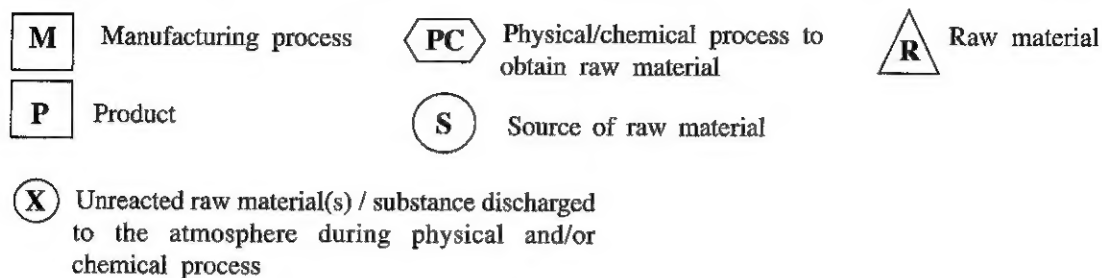 M Manufacturing process
PC Physical/chemical process to
obtain raw material
R Raw material
P Product
S Source of raw material
X Unreacted raw material(s) / substance discharged
to the atmosphere during physical and/or
chemical process